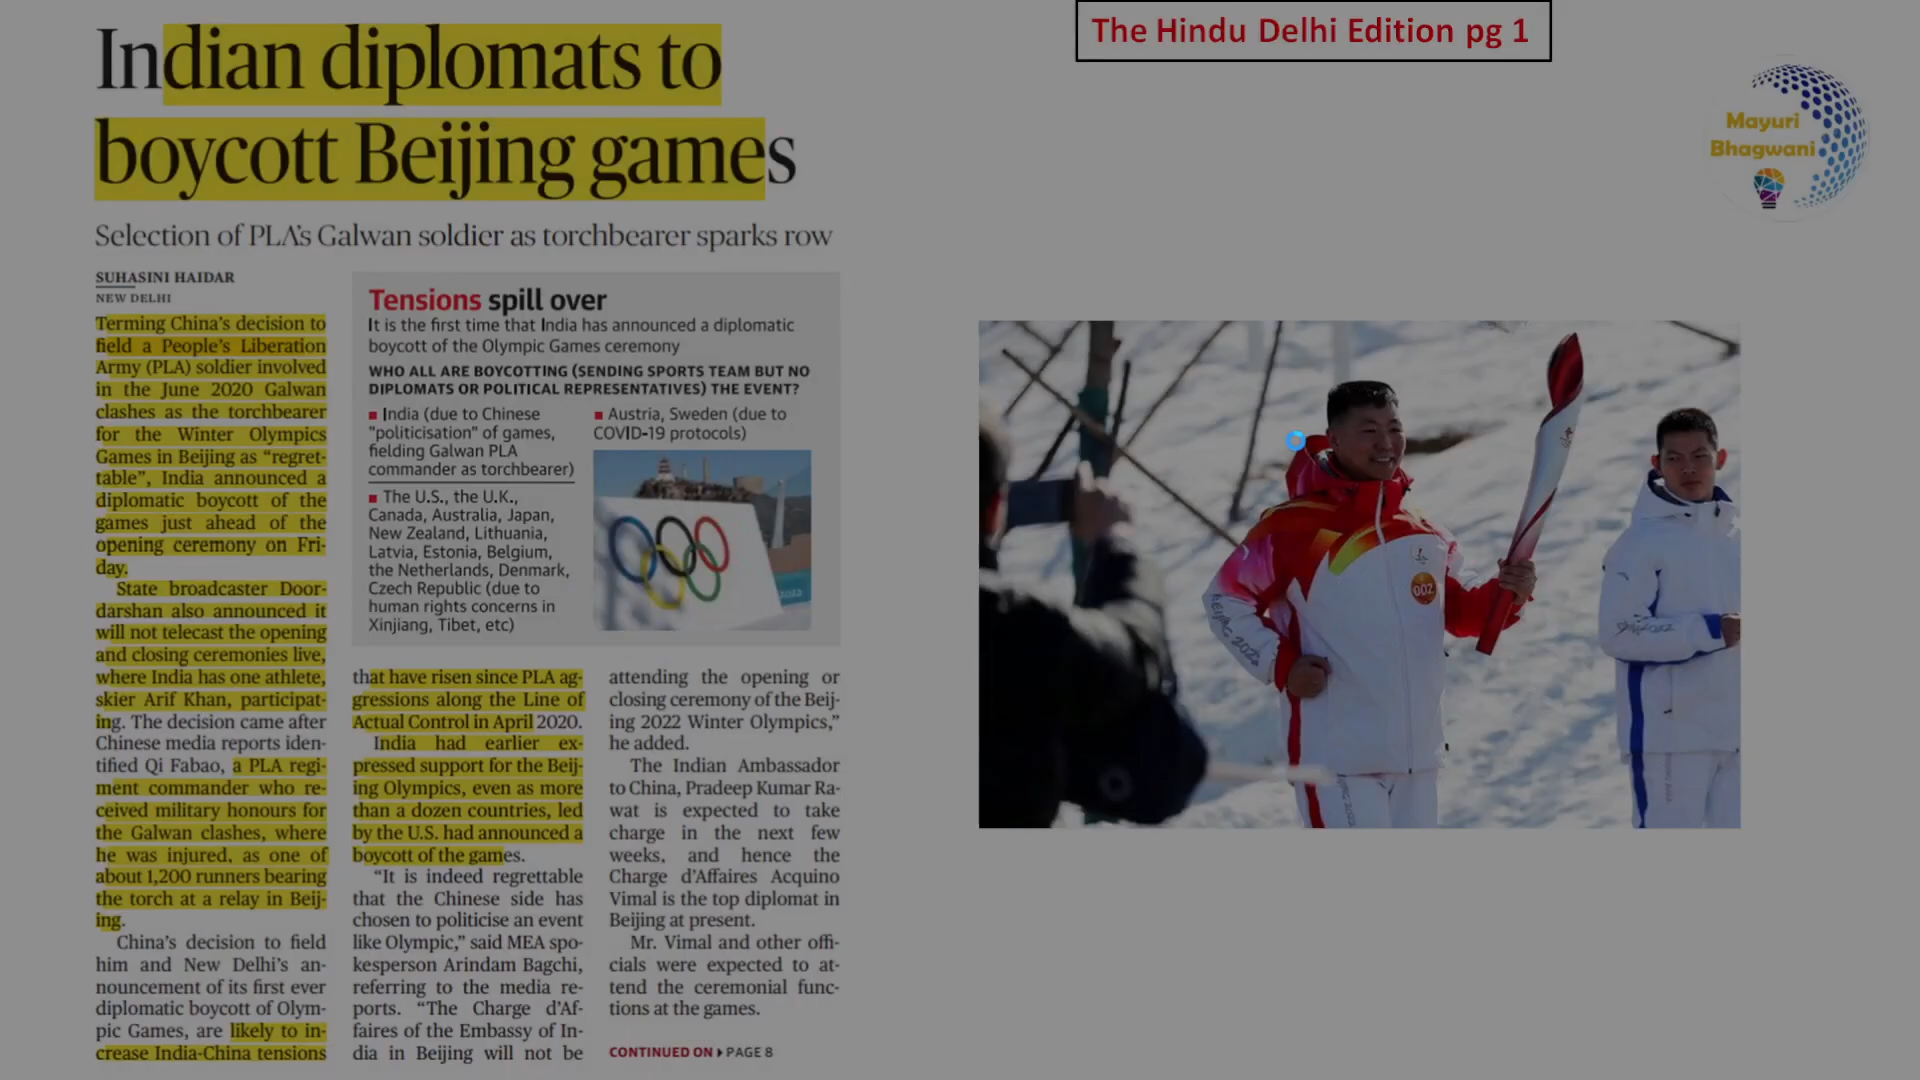 The Hindu Delhi Edition pg 1
Mayuri
Bhagwani
Indian diplomats to
boycott Beijing games
Selection of PLA's Galwan soldier as torchbearer sparks row
SUHASINI HAIDAR
NEW DELHI
Terming China's decision to
field a People's Liberation
Army (PLA) soldier involved
in the June 2020 Galwan
clashes as the torchbearer
for the Winter Olympics
Games in Beijing as "regret-
table", India announced a
diplomatic boycott of the
games just ahead of the
opening ceremony on Fri-
day.
State broadcaster Door-
darshan also announced it
will not telecast the opening
and closing ceremonies live,
where India has one athlete,
skier Arif Khan, participat-
ing. The decision came after
Chinese media reports iden-
tified Qi Fabao, a PLA regi-
ment commander who re-
ceived military honours for
the Galwan clashes, where
he was injured, as one of
about 1,200 runners bearing
the torch at a relay in Beij-
ing.
China's decision to field
him and New Delhi's an-
nouncement of its first ever
diplomatic boycott of Olym-
pic Games, are likely to in-
crease India-China tensions
Tensions spill over
It is the first time that India has announced a diplomatic
boycott of the Olympic Games ceremony
WHO ALL ARE BOYCOTTING (SENDING SPORTS TEAM BUT NO
DIPLOMATS OR POLITICAL REPRESENTATIVES) THE EVENT?
India (due to Chinese
"politicisation" of games,
fielding Galwan PLA
commander as torchbearer)
The U.S., the U.K.,
Canada, Australia, Japan,
New Zealand, Lithuania,
Latvia, Estonia, Belgium,
the Netherlands, Denmark,
Czech Republic (due to
human rights concerns in
Xinjiang, Tibet, etc)
Austria, Sweden (due to
COVID-19 protocols)
2022
that have risen since PLA ag-
gressions along the Line of
Actual Control in April 2020.
India had earlier ex-
pressed support for the Beij-
ing Olympics, even as more
than a dozen countries, led
by the U.S. had announced a
boycott of the games.
"It is indeed regrettable
that the Chinese side has
chosen to politicise an event
like Olympic," said MEA spo-
kesperson Arindam Bagchi,
referring to the media re-
ports. "The Charge d'Af-
faires of the Embassy of In-
dia in Beijing will not be
attending the opening or
closing ceremony of the Beij-
ing 2022 Winter Olympics,"
he added.
The Indian Ambassador
to China, Pradeep Kumar Ra-
wat is expected to take
charge in the next few
weeks, and hence the
Charge d'Affaires Acquino
Vimal is the top diplomat in
Beijing at present.
Mr. Vimal and other offi-
cials were expected to at-
tend the ceremonial func-
tions at the games.
CONTINUED ON PAGE 8
002
BEIJING 2022